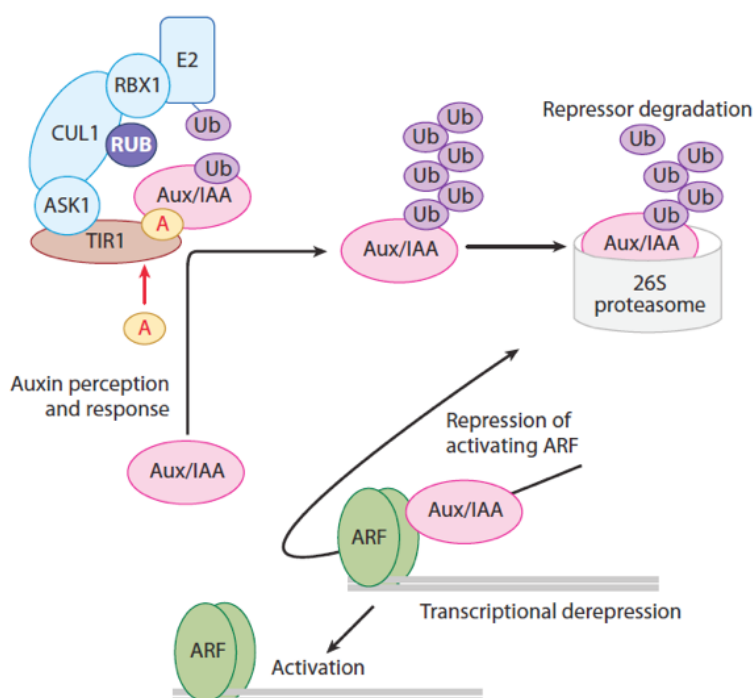 E2
RBX1
CUL1
RUB
Ub
Ub
Aux/IAA
ASK1
A
TIR1
A
Auxin perception
and response
Aux/IAA
Ub
Ub
Ub
Ub
Ub
Ub
Aux/IAA
Repressor degradation
Ub
Ub
Ub
Ub
Ub
Ub
Aux/IAA
26S
proteasome
Repression of
activating ARF
Aux/IAA
ARF
Transcriptional derepression
ARF
Activation